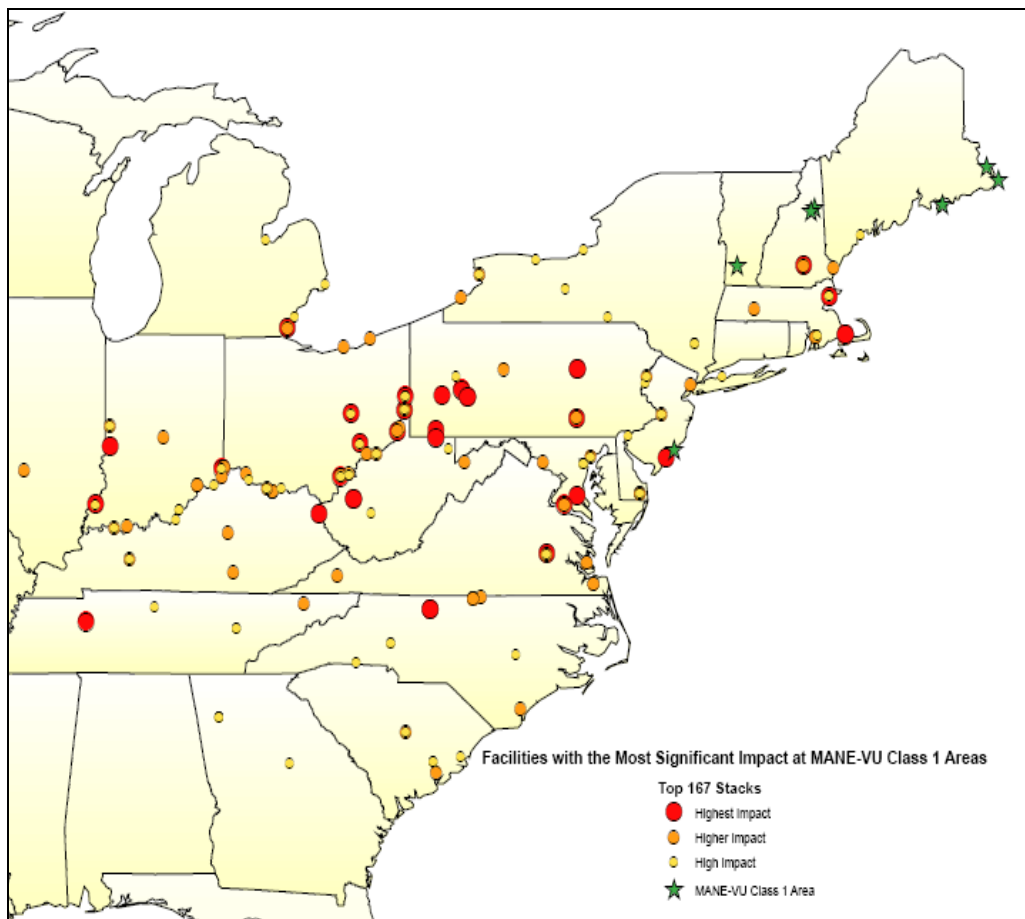 Facilities with the Most Significant Impact at MANE-VU Class 1 Areas
Top 167 Stacks
Highest Impact
Higher Impact
High Impact
MANE-VU Class 1 Area